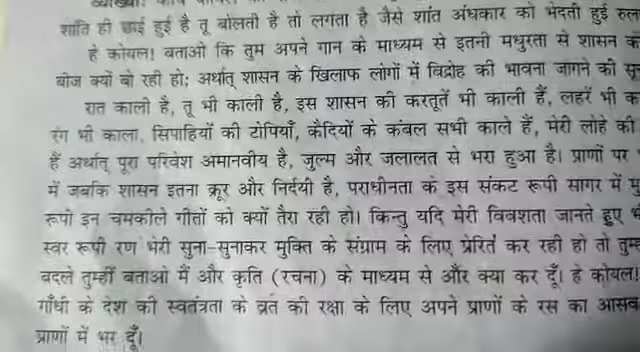 शांति ही छाई हुई है तू बोलती है तो लगता है जैसे शांत अंधकार को भेदती हुई
हे कोयल! बताओ कि तुम अपने गान के माध्यम से इतनी मधुरता से शासन
बीज क्यों बो रही हो; अर्थात् शासन के खिलाफ लोंगों में विद्रोह की भावना जागने की
रात काली है, तू भी काली है, इस शासन की करतूतें भी काली हैं, लहरें भी
रंग भी काला, सिपाहियों की टोपियाँ, कैदियों के कंबल सभी काले हैं, मेरी लोहे की
हैं अर्थात् पूरा परिवेश अमानवीय है, जुल्म और जलालत से भरा हुआ है। प्राणों पर
में जबकि शासन इतना क्रूर और निर्दयी है, पराधीनता के इस संकट रूपी सागर में
रूपी इन चमकीले गीतों को क्यों तैरा रही हो। किन्तु यदि मेरी विवशता जानते हुए
स्वर रूपी रण भेरी सुना-सुनाकर मुक्ति के संग्राम के लिए प्रेरित कर रही हो तो
बदले तुम्हीं बताओ मैं और कृति (रचना) के माध्यम से और क्या कर दूँ। हे कोयल!
गाँधी के देश की स्वतंत्रता के व्रत की रक्षा के लिए अपने प्राणों के रस का आसव
प्राणों में भर दूँ।